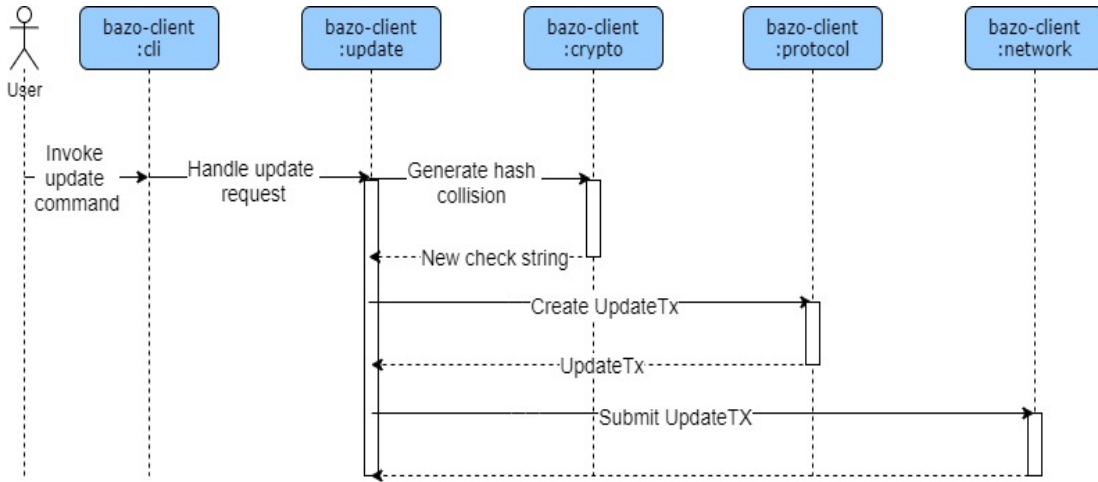 bazo-client
:cli
bazo-client
:update
bazo-client
:crypto
bazo-client
:protocol
bazo-client
:network
User
Invoke
update
command
Handle update
request
Generate hash
collision
New check string
Create UpdateTx
UpdateTx
Submit UpdateTX